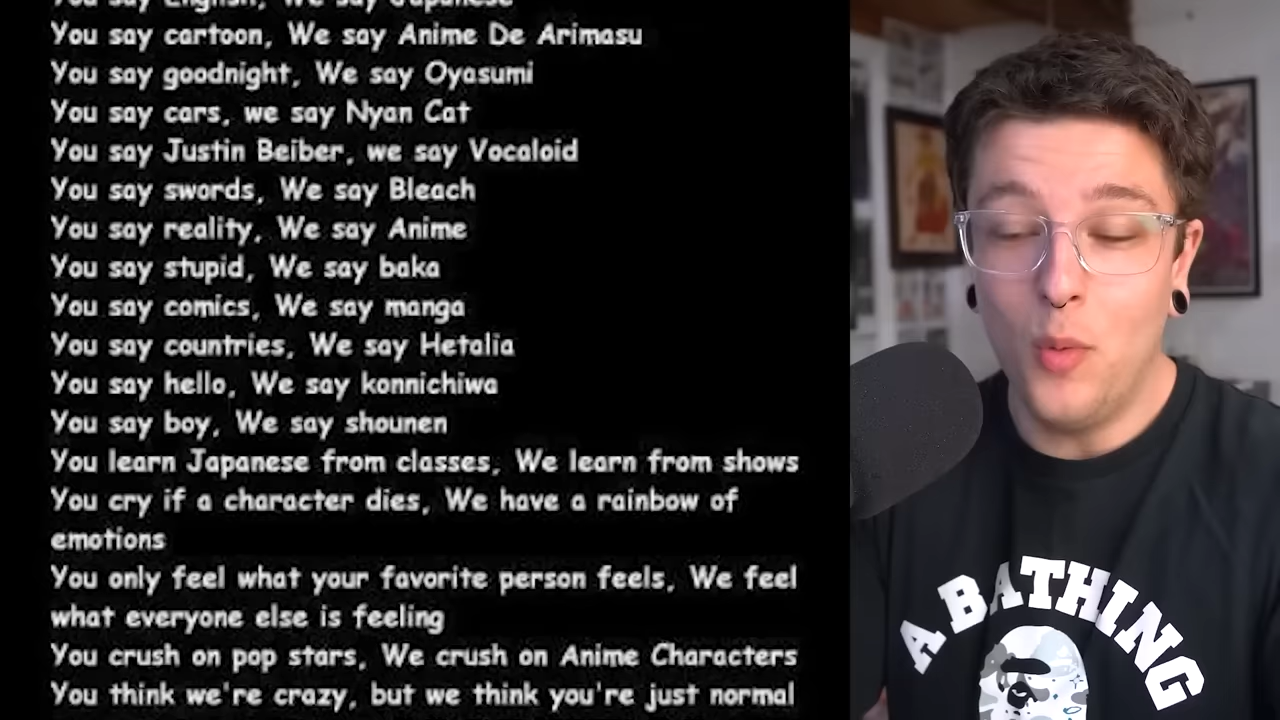 You say English, We say Japanese
You say cartoon, We say Anime De Arimasu
You say goodnight, We say Oyasumi
You say cars, we say Nyan Cat
You say Justin Beiber, we say Vocaloid
You say swords, We say Bleach
You say reality, We say Anime
You say stupid, We say baka
You say comics, We say manga
You say countries, We say Hetalia
You say hello, We say konnichiwa
You say boy, We say shounen
You learn Japanese from classes, We learn from shows
You cry if a character dies, We have a rainbow of
emotions
You only feel what your favorite person feels, We feel
what everyone else is feeling
You crush on pop stars, We crush on Anime Characters
You think we're crazy, but we think you're just normal
A BATHING